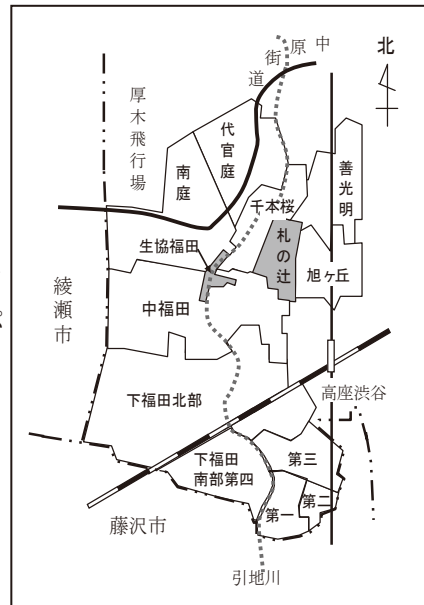 中原街道
北
厚木飛行場
代官庭
南庭
善光明
千本桜
札の辻
生協福田
旭ヶ丘
綾瀬市
中福田
高座渋谷
下福田北部
下福田
南部第四
第三
第二
第一
藤沢市
引地川